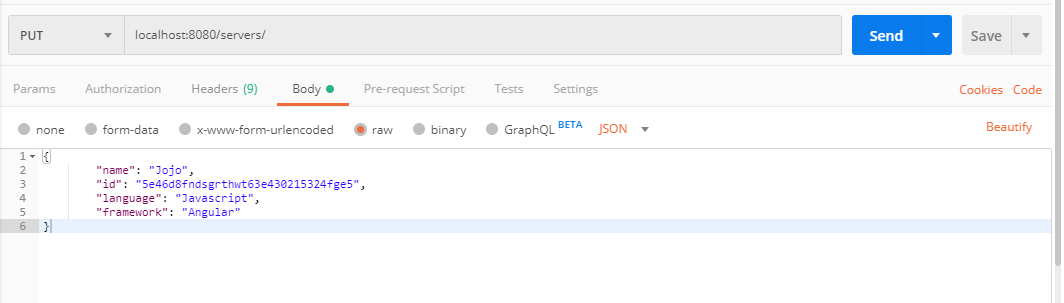 PUT localhost:8080/servers/ Send Save
Params Authorization Headers (9) Body Pre-request Script Tests Settings Cookies Code
none form-data x-www-form-urlencoded raw binary GraphQL BETA JSON Beautify
1 {
2 "name": "Jojo",
3 "id": "5e46d8fndsgrthwt63e430215324fge5",
4 "language": "Javascript",
5 "framework": "Angular"
6 }